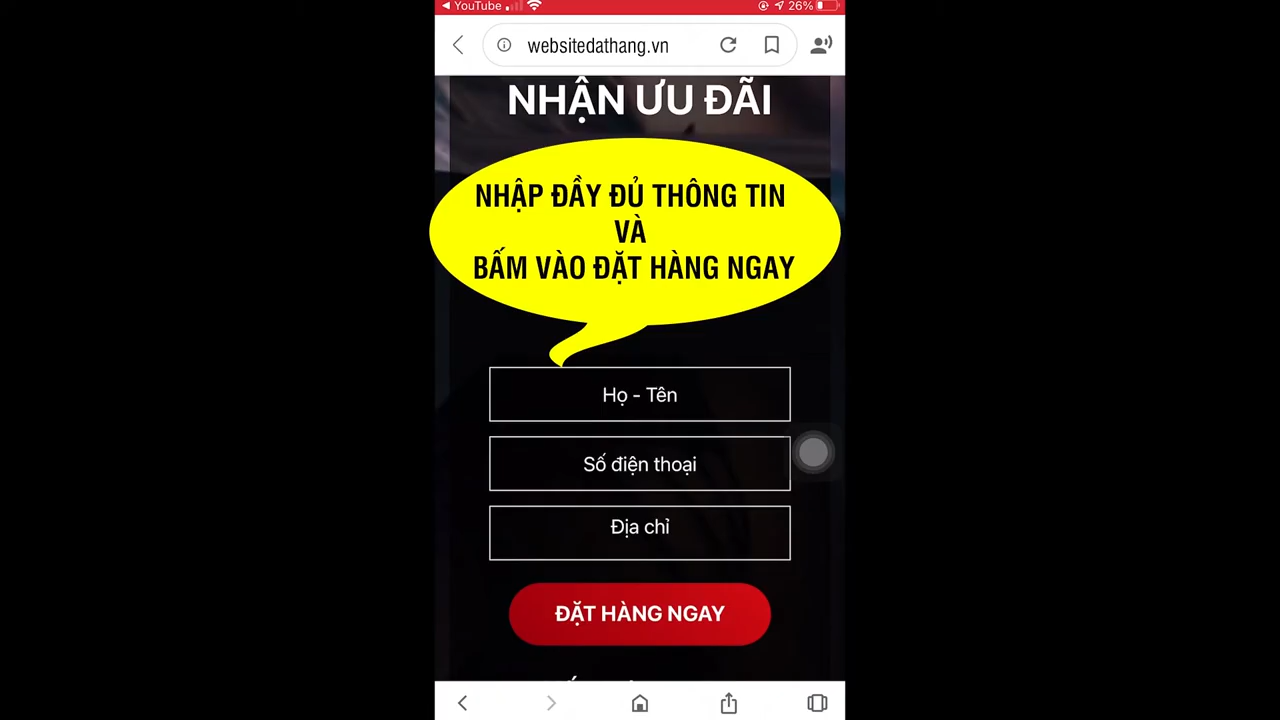 YouTube
26%
websitedathang.vn
NHẬN ƯU ĐÃI
NHẬP ĐẦY ĐỦ THÔNG TIN
VÀ
BẤM VÀO ĐẶT HÀNG NGAY
Họ - Tên
Số điện thoại
Địa chỉ
ĐẶT HÀNG NGAY